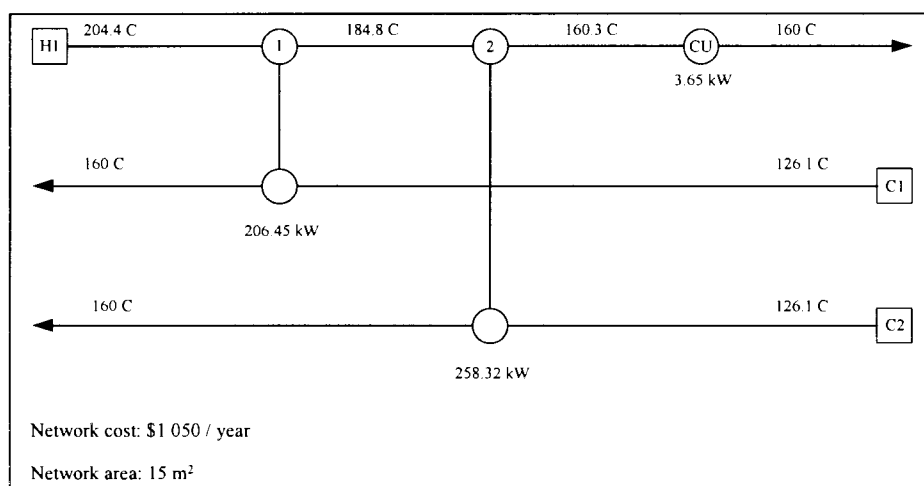 H1
204.4 C
1
184.8 C
2
160.3 C
CU
160 C
3.65 kW
160 C
126.1 C
C1
206.45 kW
160 C
126.1 C
C2
258.32 kW
Network cost: $1 050 / year
Network area: 15 m²